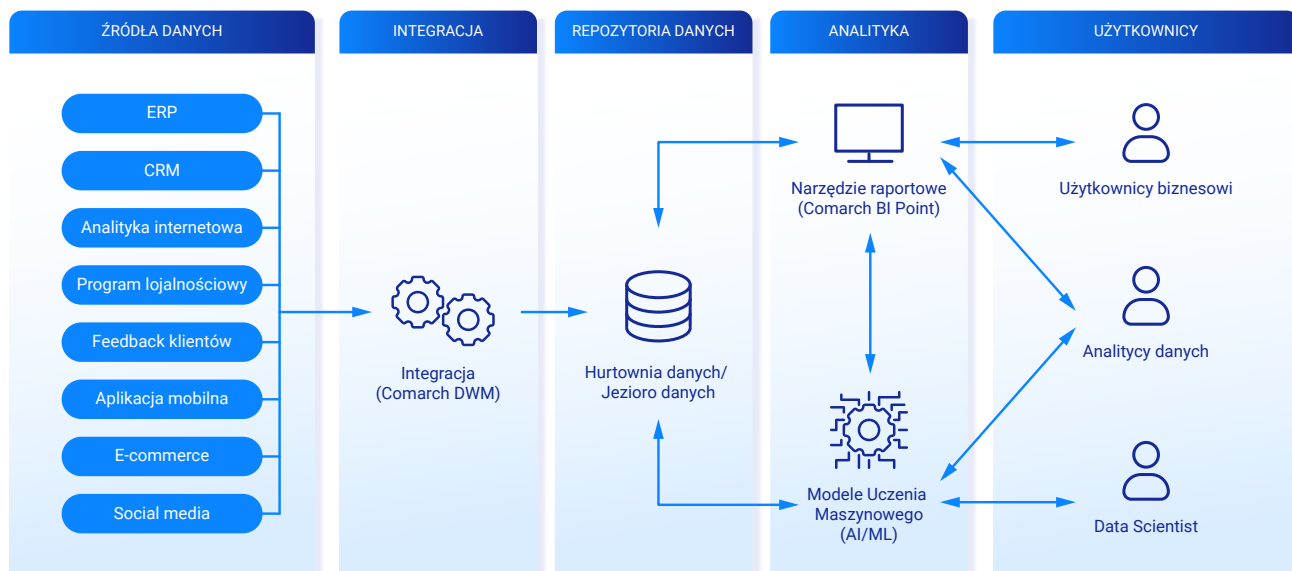 ŹRÓDŁA DANYCH
INTEGRACJA
REPOZYTORIA DANYCH
ANALITYKA
UŻYTKOWNICY
ERP
CRM
Analityka internetowa
Program lojalnościowy
Feedback klientów
Aplikacja mobilna
E-commerce
Social media
Integracja
(Comarch DWM)
Hurtownia danych/
Jezioro danych
Narzędzie raportowe
(Comarch BI Point)
Modele Uczenia
Maszynowego
(AI/ML)
Użytkownicy biznesowi
Analitycy danych
Data Scientist